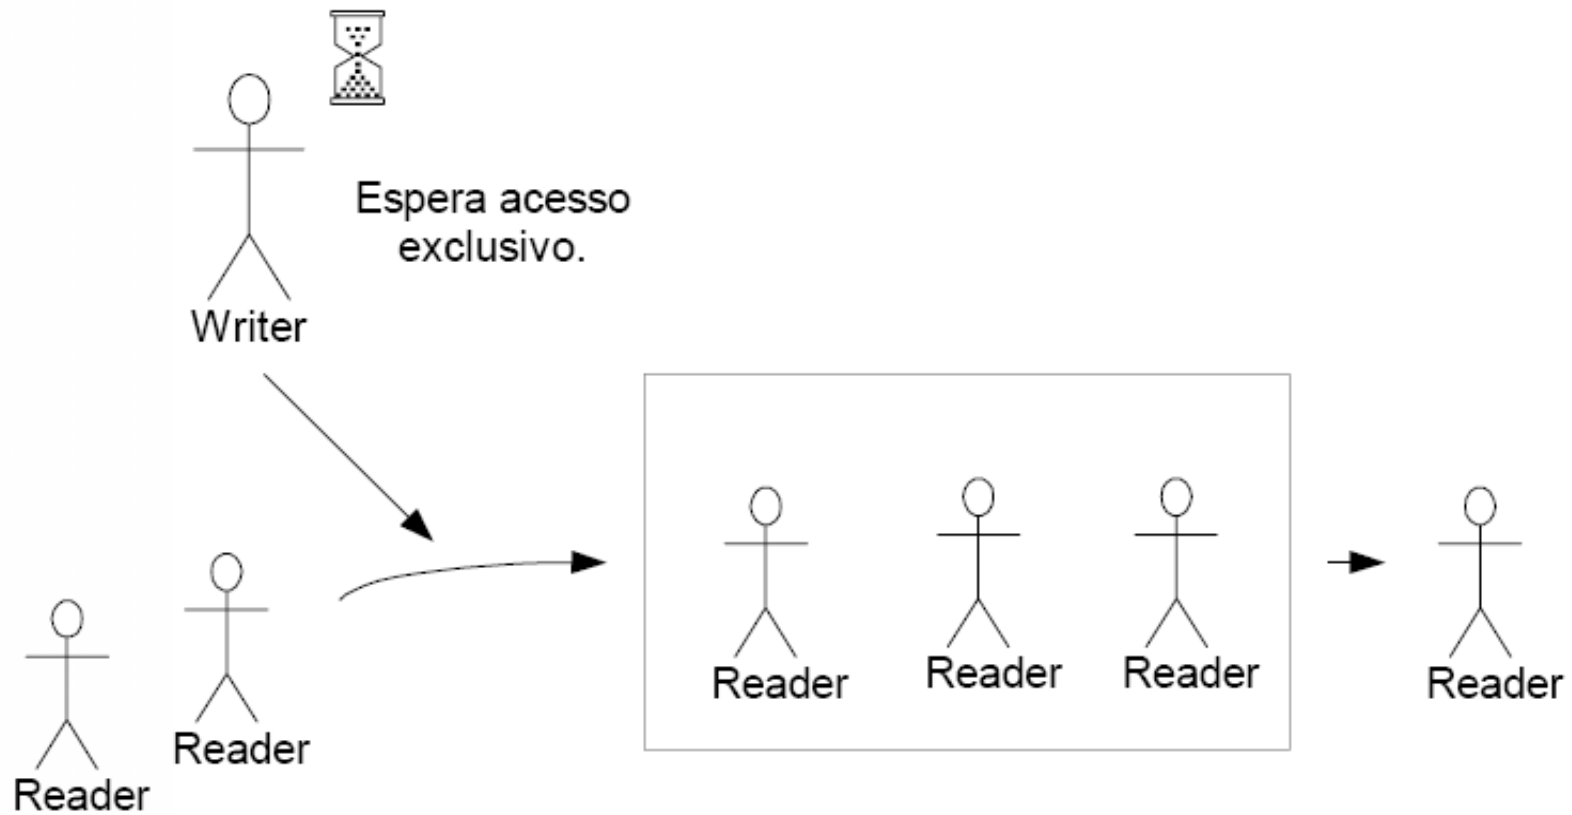 Espera acesso
exclusivo.
Writer
Reader
Reader
Reader
Reader
Reader
Reader